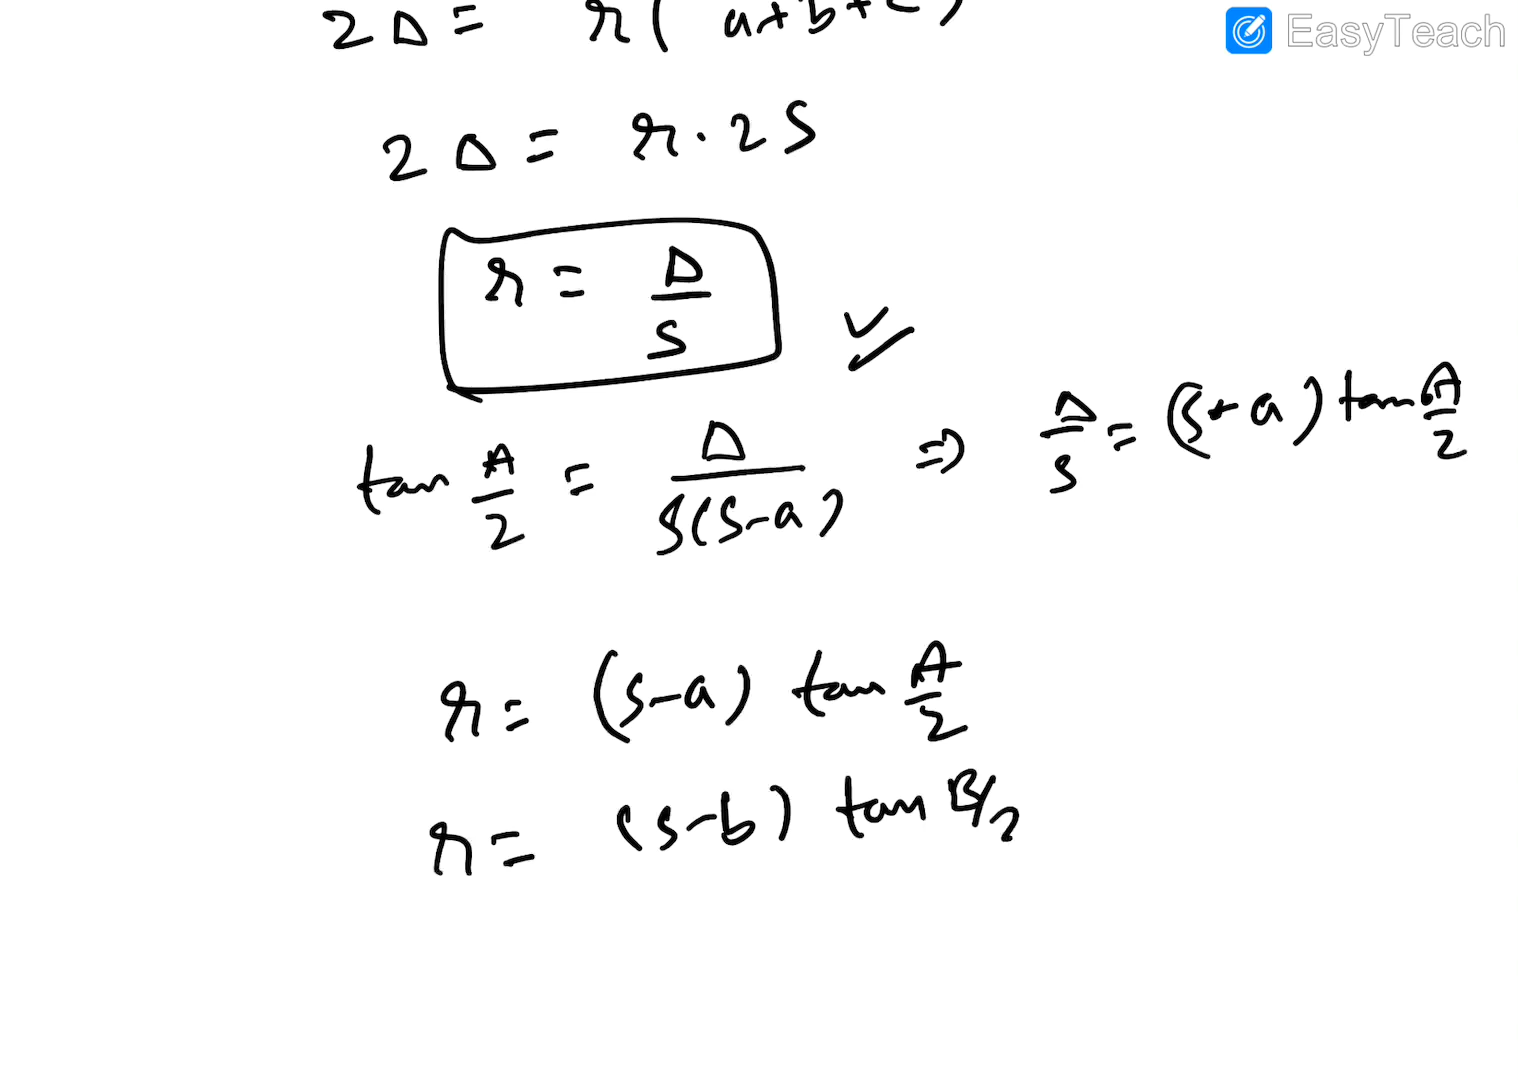 2Δ = r( a+b+c )
EasyTeach
2Δ = r·2S
r = Δ/S
tan A/2 = Δ/S(S-a) ⇒ Δ/S = (S-a) tan A/2
r = (S-a) tan A/2
r = (S-b) tan B/2